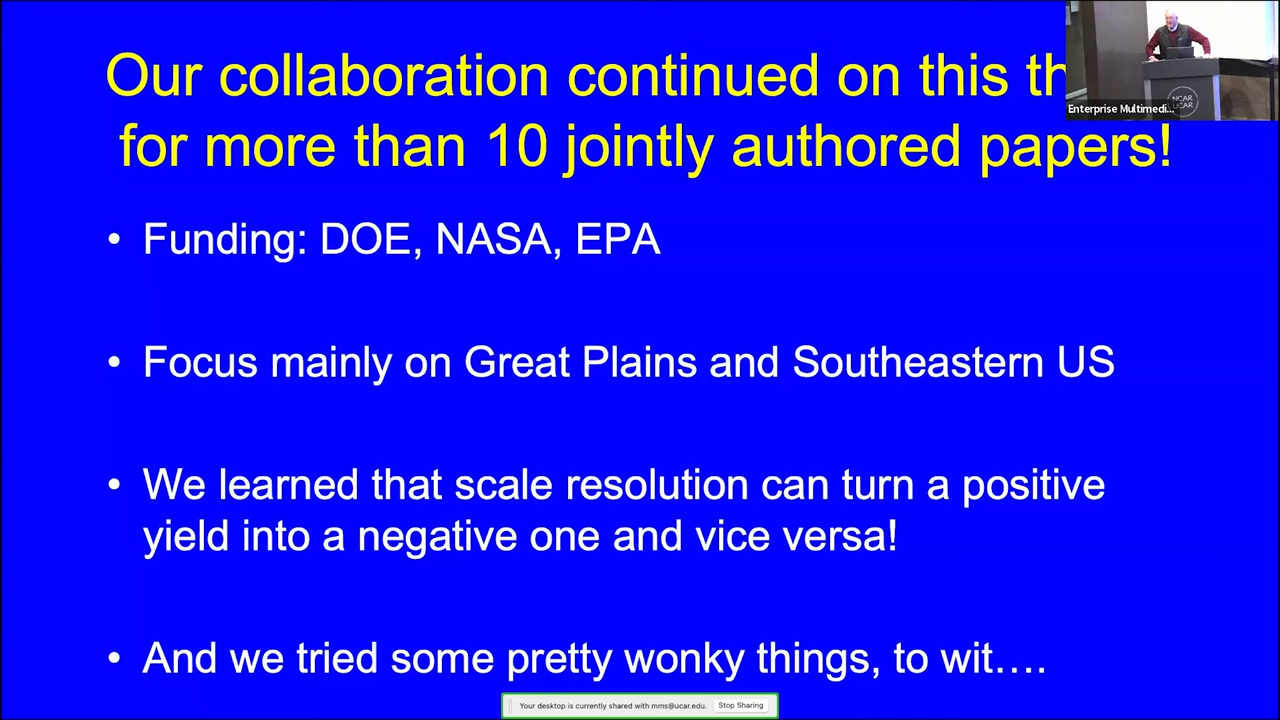 Our collaboration continued on this
for more than 10 jointly authored papers!
• Funding: DOE, NASA, EPA
• Focus mainly on Great Plains and Southeastern US
• We learned that scale resolution can turn a positive
yield into a negative one and vice versa!
• And we tried some pretty wonky things, to wit….
NCAR
UCAR
Enterprise Multimedi...
Your desktop is currently shared with mms@ucar.edu.
Stop Sharing